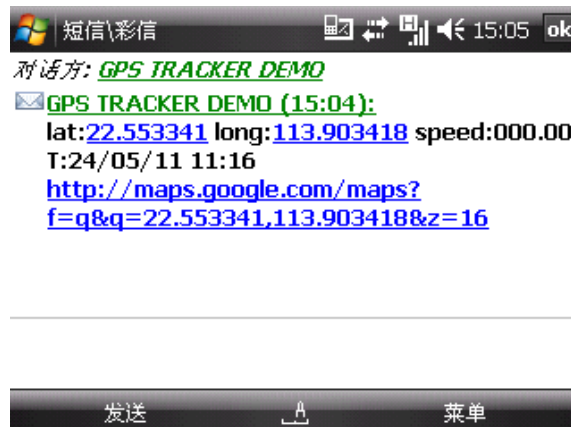 短信\彩信 15:05 ok
对话方: GPS TRACKER DEMO
GPS TRACKER DEMO (15:04):
lat:22.553341 long:113.903418 speed:000.00
T:24/05/11 11:16
http://maps.google.com/maps?
f=q&q=22.553341,113.903418&z=16
发送 菜单